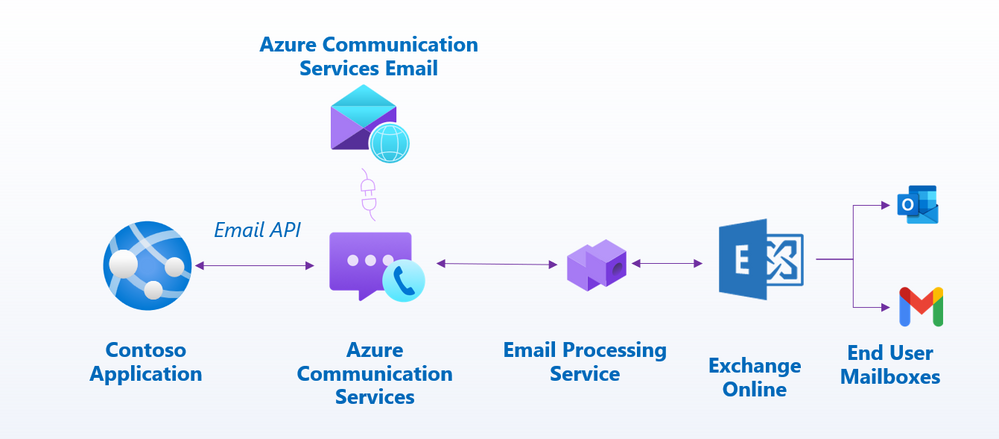 Azure Communication
Services Email
Email API
Contoso
Application
Azure
Communication
Services
Email Processing
Service
E
Exchange
Online
O
End User
Mailboxes